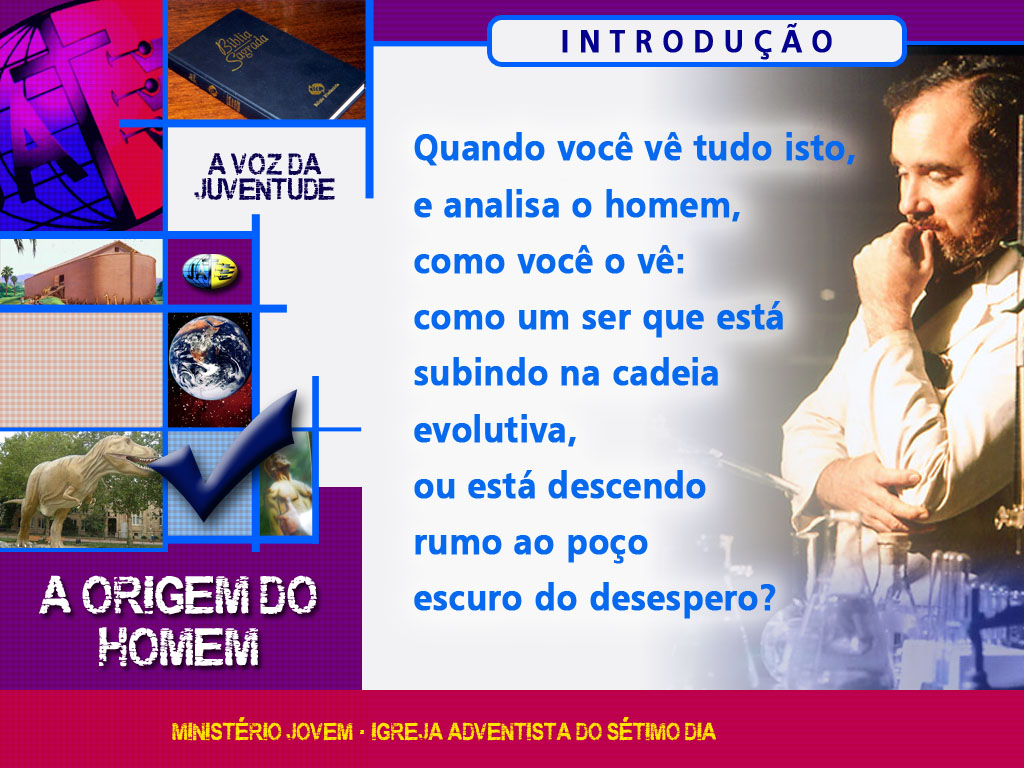 INTRODUÇÃO
Bíblia
Sagrada
A VOZ DA
JUVENTUDE
Quando você vê tudo isto,
e analisa o homem,
como você o vê:
como um ser que está
subindo na cadeia
evolutiva,
ou está descendo
rumo ao poço
escuro do desespero?
A ORIGEM DO
HOMEM
MINISTÉRIO JOVEM · IGREJA ADVENTISTA DO SÉTIMO DIA